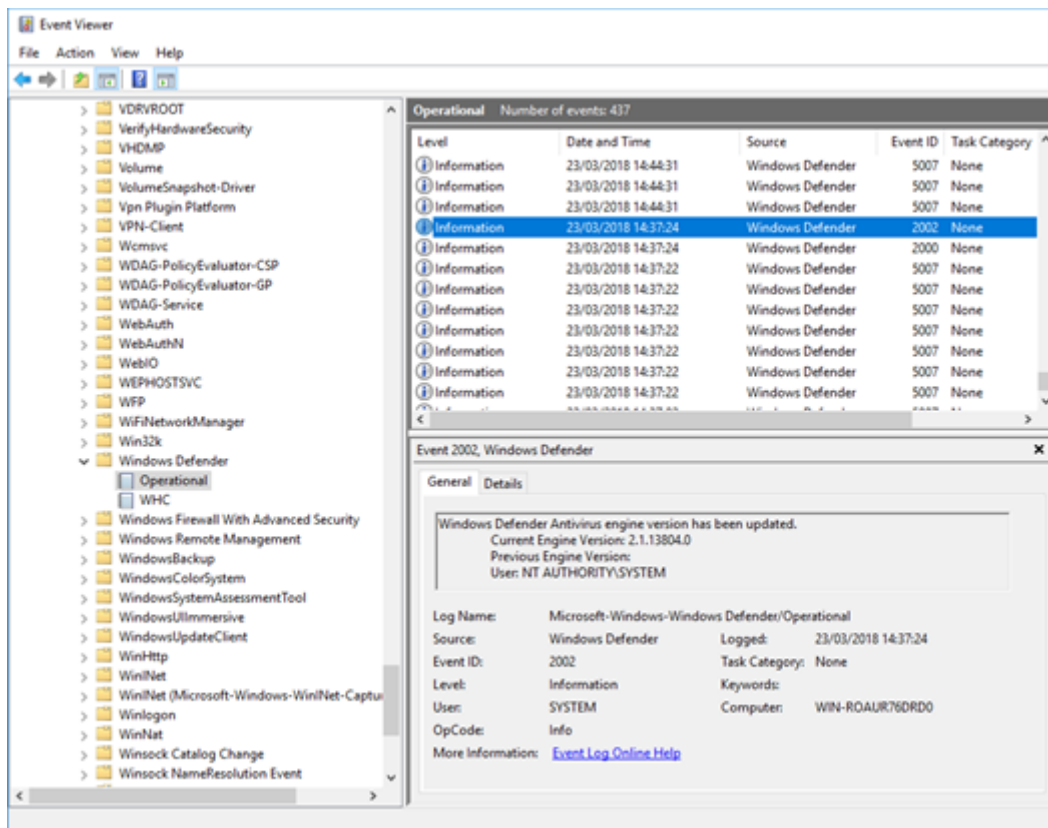 Event Viewer
File Action View Help
VDRVROOT
VerifyHardwareSecurity
VHDMP
Volume
VolumeSnapshot-Driver
Vpn Plugin Platform
VPN-Client
Wcmsvc
WDAG-PolicyEvaluator-CSP
WDAG-PolicyEvaluator-GP
WDAG-Service
WebAuth
WebAuthN
WebIO
WEPHOSTSVC
WFP
WiFiNetworkManager
Win32k
Windows Defender
Operational
WHC
Windows Firewall With Advanced Security
Windows Remote Management
WindowsBackup
WindowsColorSystem
WindowsSystemAssessmentTool
WindowsUIImmersive
WindowsUpdateClient
WinHttp
WinINet
WinINet (Microsoft-Windows-WinINet-Captu
Winlogon
WinNat
Winsock Catalog Change
Winsock NameResolution Event
Operational Number of events: 437
Level Date and Time Source Event ID Task Category
Information 23/03/2018 14:44:31 Windows Defender 5007 None
Information 23/03/2018 14:44:31 Windows Defender 5007 None
Information 23/03/2018 14:44:31 Windows Defender 5007 None
Information 23/03/2018 14:37:24 Windows Defender 2002 None
Information 23/03/2018 14:37:24 Windows Defender 2000 None
Information 23/03/2018 14:37:22 Windows Defender 5007 None
Information 23/03/2018 14:37:22 Windows Defender 5007 None
Information 23/03/2018 14:37:22 Windows Defender 5007 None
Information 23/03/2018 14:37:22 Windows Defender 5007 None
Information 23/03/2018 14:37:22 Windows Defender 5007 None
Information 23/03/2018 14:37:22 Windows Defender 5007 None
Information 23/03/2018 14:37:22 Windows Defender 5007 None
Event 2002, Windows Defender
General Details
Windows Defender Antivirus engine version has been updated.
Current Engine Version: 2.1.13804.0
Previous Engine Version:
User: NT AUTHORITY\SYSTEM
Log Name: Microsoft-Windows-Windows Defender/Operational
Source: Windows Defender Logged: 23/03/2018 14:37:24
Event ID: 2002 Task Category: None
Level: Information Keywords:
User: SYSTEM Computer: WIN-ROAUR76DRD0
OpCode: Info
More Information: Event Log Online Help